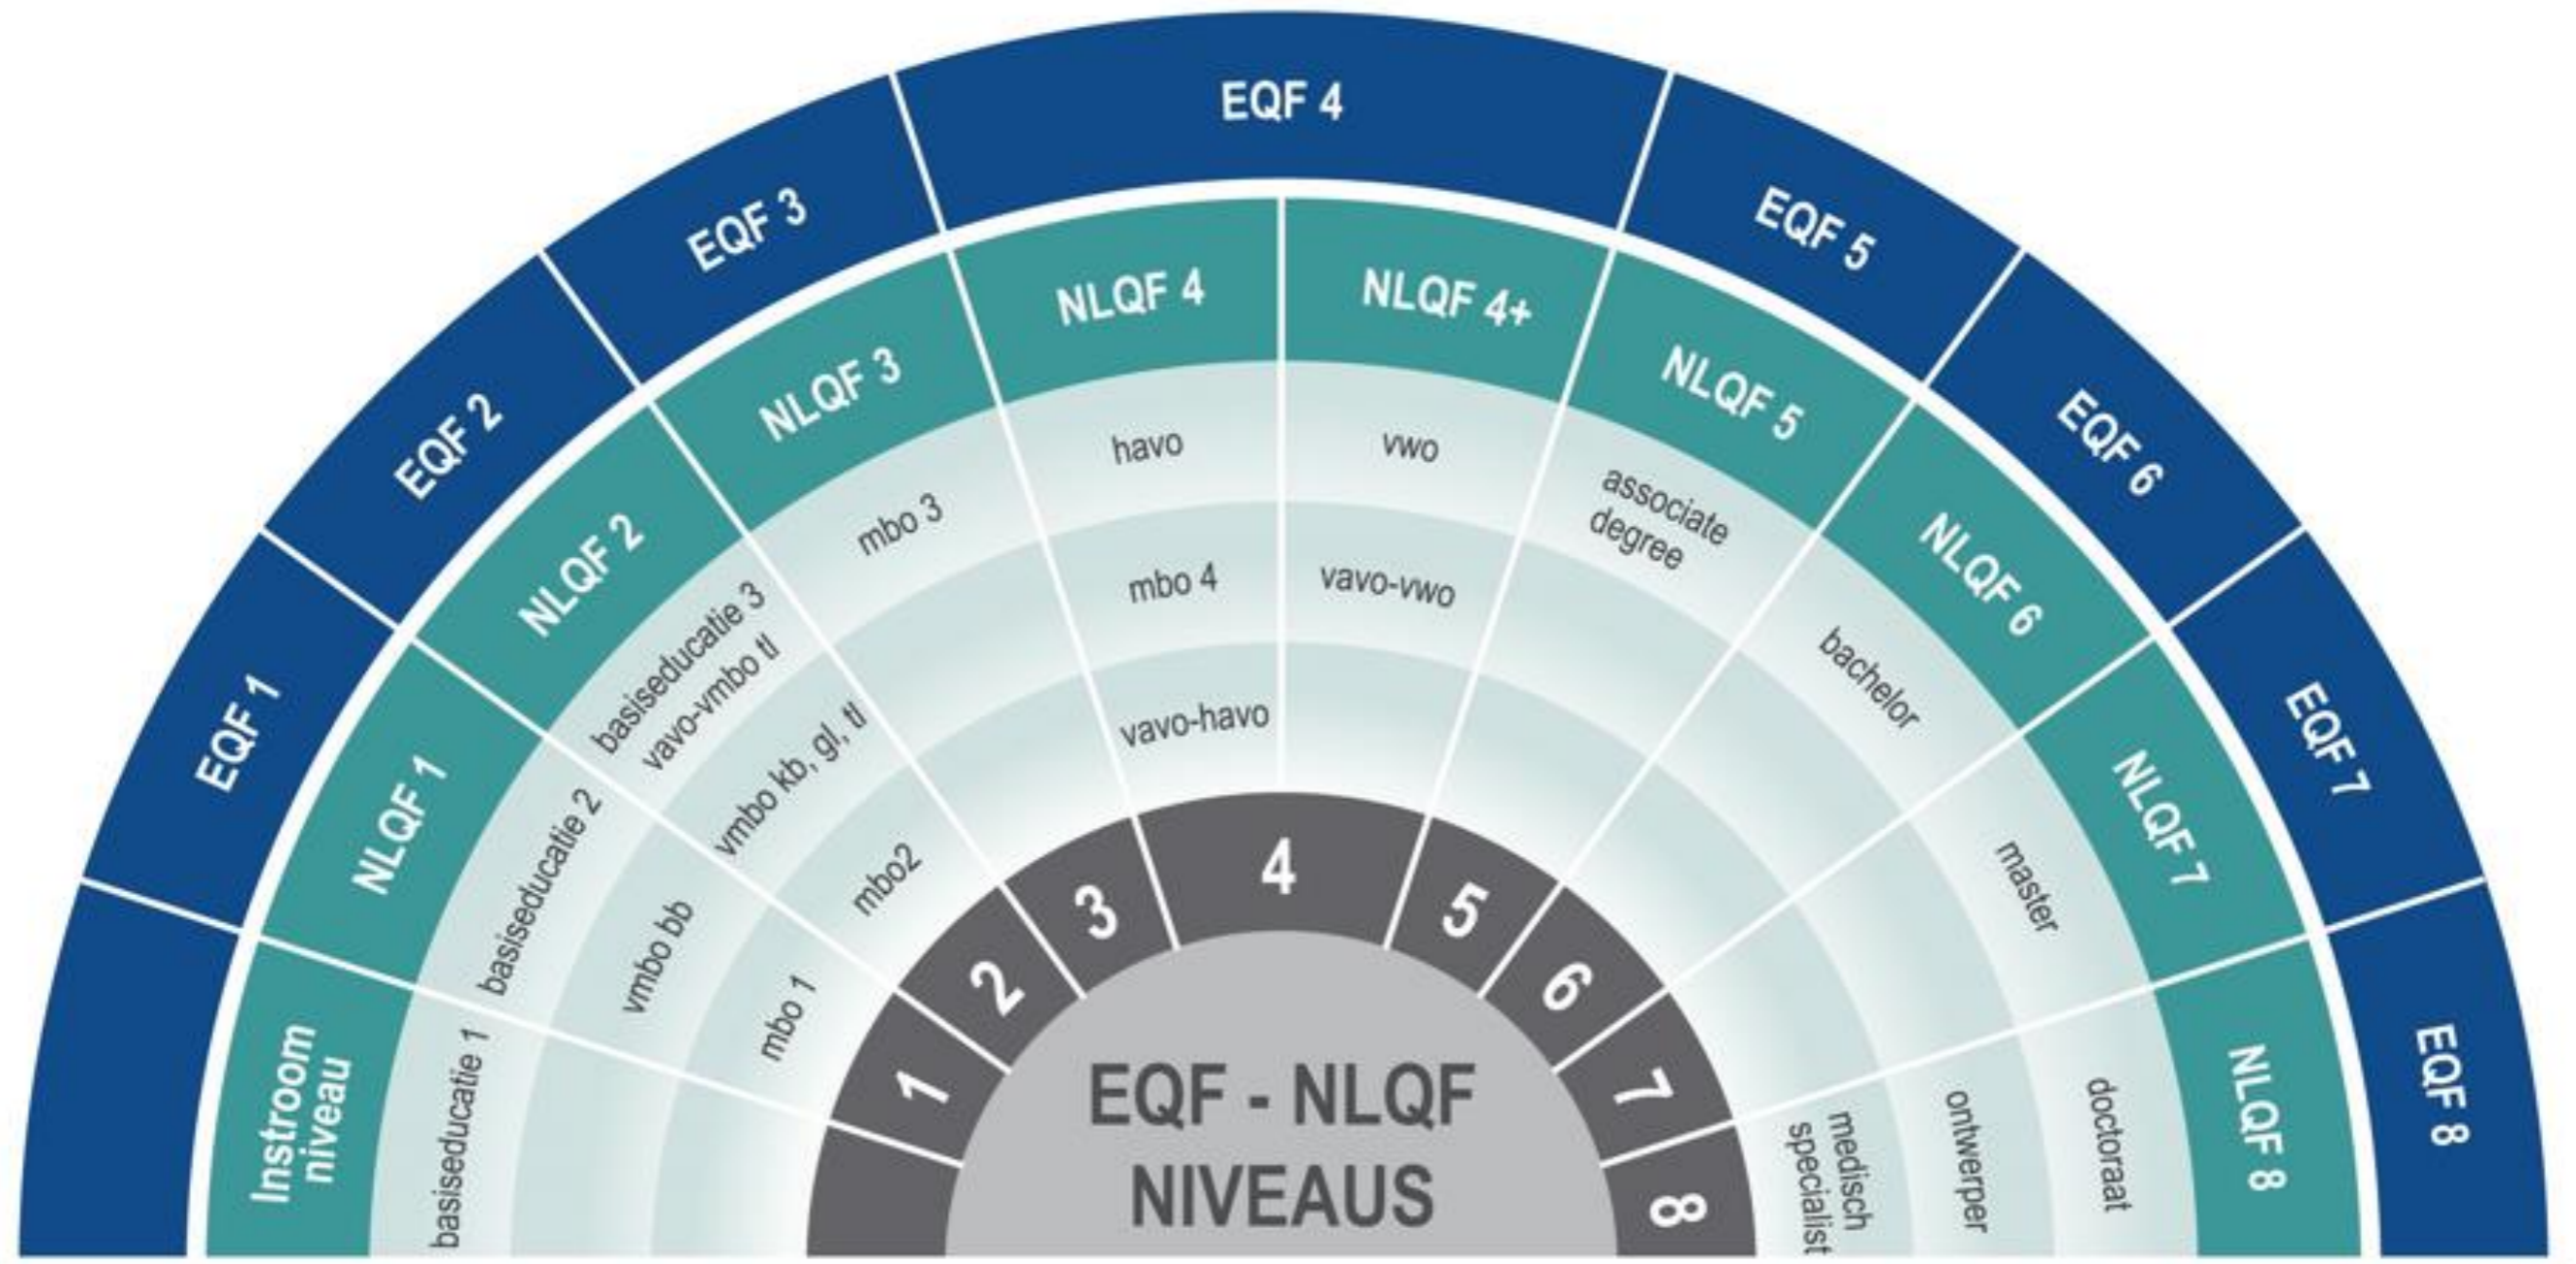 EQF 1
EQF 2
EQF 3
EQF 4
EQF 5
EQF 6
EQF 7
EQF 8
Instroom
niveau
NLQF 1
NLQF 2
NLQF 3
NLQF 4
NLQF 4+
NLQF 5
NLQF 6
NLQF 7
NLQF 8
basiseducatie 1
basiseducatie 2
vmbo bb
mbo 1
basiseducatie 3
vavo-vmbo tl
vmbo kb, gl, tl
mbo2
mbo 3
havo
mbo 4
vavo-havo
vwo
vavo-vwo
associate
degree
bachelor
master
doctoraat
ontwerper
medisch
specialist
1
2
3
4
5
6
7
8
EQF - NLQF
NIVEAUS